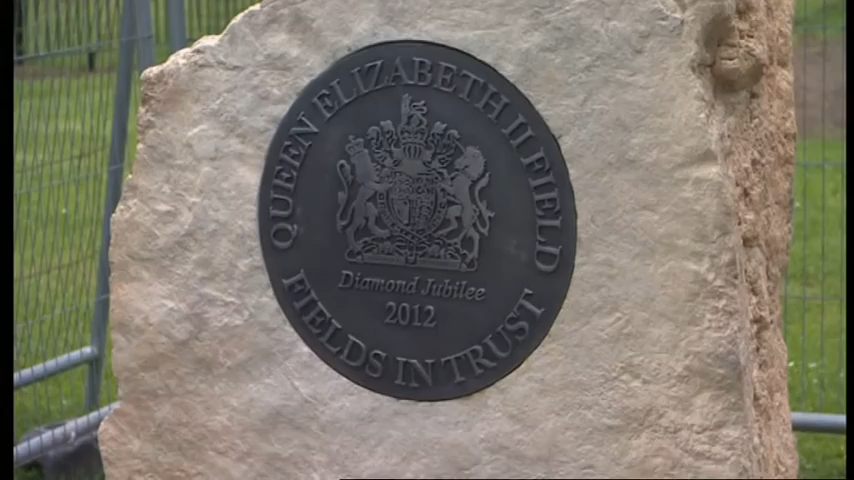 QUEEN ELIZABETH II FIELD
Diamond Jubilee
2012
FIELDS IN TRUST